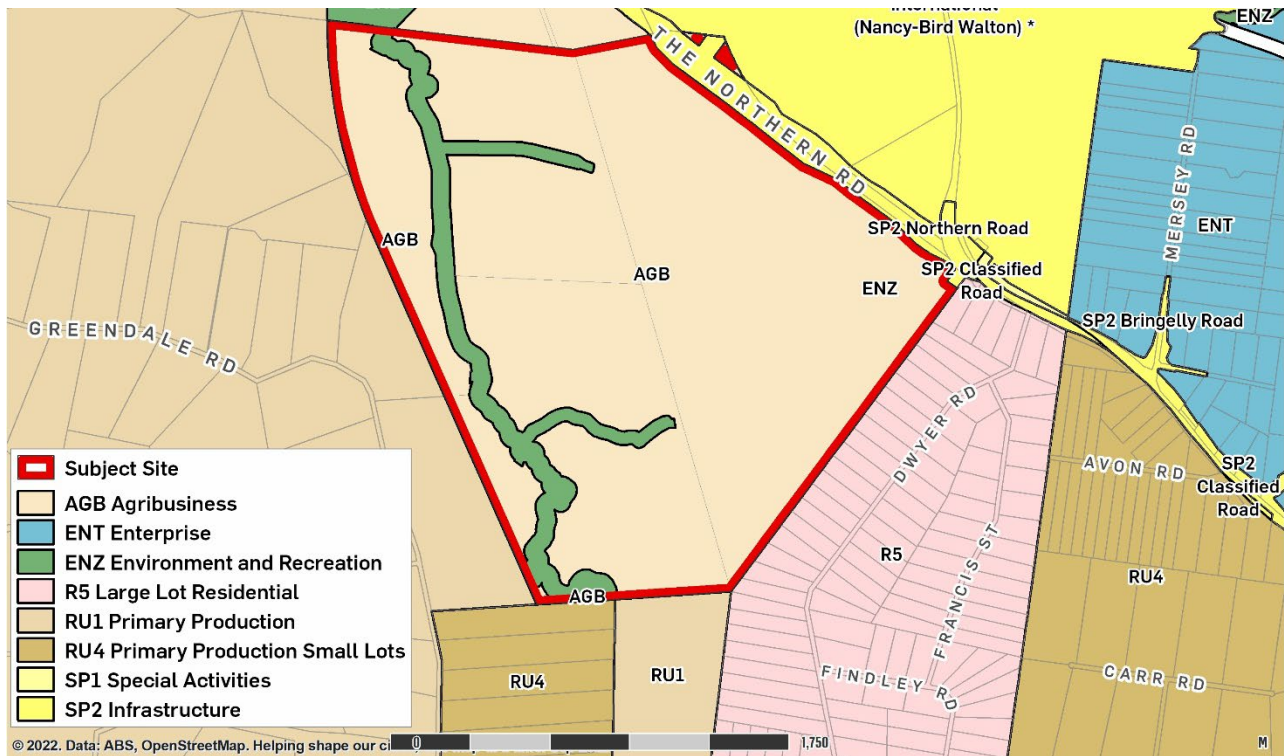 International
(Nancy-Bird Walton) *
ENZ
THE NORTHERN RD
MERSEY RD
ENT
SP2 Northern Road
AGB
AGB
ENZ
SP2 Classified
Road
SP2 Bringelly Road
GREENDALE RD
DWYER RD
AVON RD
SP2
Classified
Road
R5
FRANCIS ST
RU4
AGB
RU4
RU1
FINDLEY RD
CARR RD
Subject Site
AGB Agribusiness
ENT Enterprise
ENZ Environment and Recreation
R5 Large Lot Residential
RU1 Primary Production
RU4 Primary Production Small Lots
SP1 Special Activities
SP2 Infrastructure
© 2022. Data: ABS, OpenStreetMap. Helping shape our
0
1,750
M